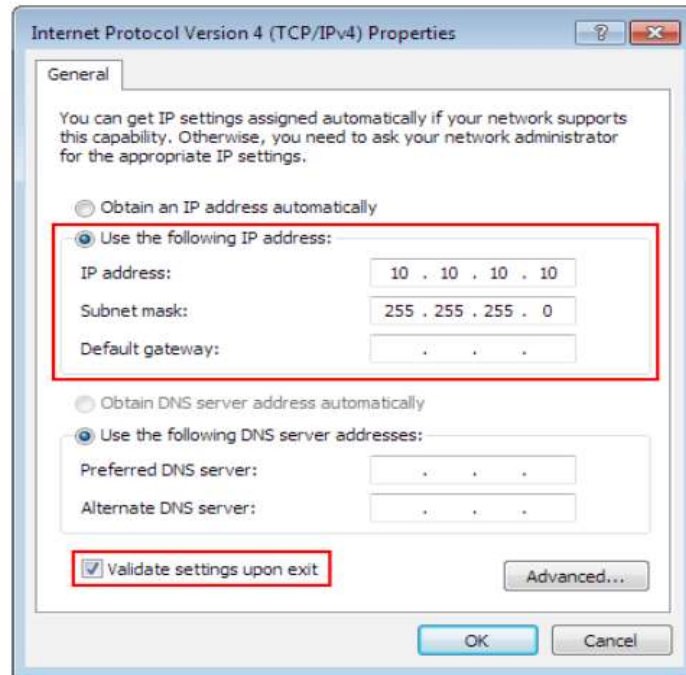 Internet Protocol Version 4 (TCP/IPv4) Properties
General
You can get IP settings assigned automatically if your network supports
this capability. Otherwise, you need to ask your network administrator
for the appropriate IP settings.
Obtain an IP address automatically
Use the following IP address:
IP address: 10 . 10 . 10 . 10
Subnet mask: 255 . 255 . 255 . 0
Default gateway: . . .
Obtain DNS server address automatically
Use the following DNS server addresses:
Preferred DNS server: . . .
Alternate DNS server: . . .
Validate settings upon exit
Advanced...
OK Cancel